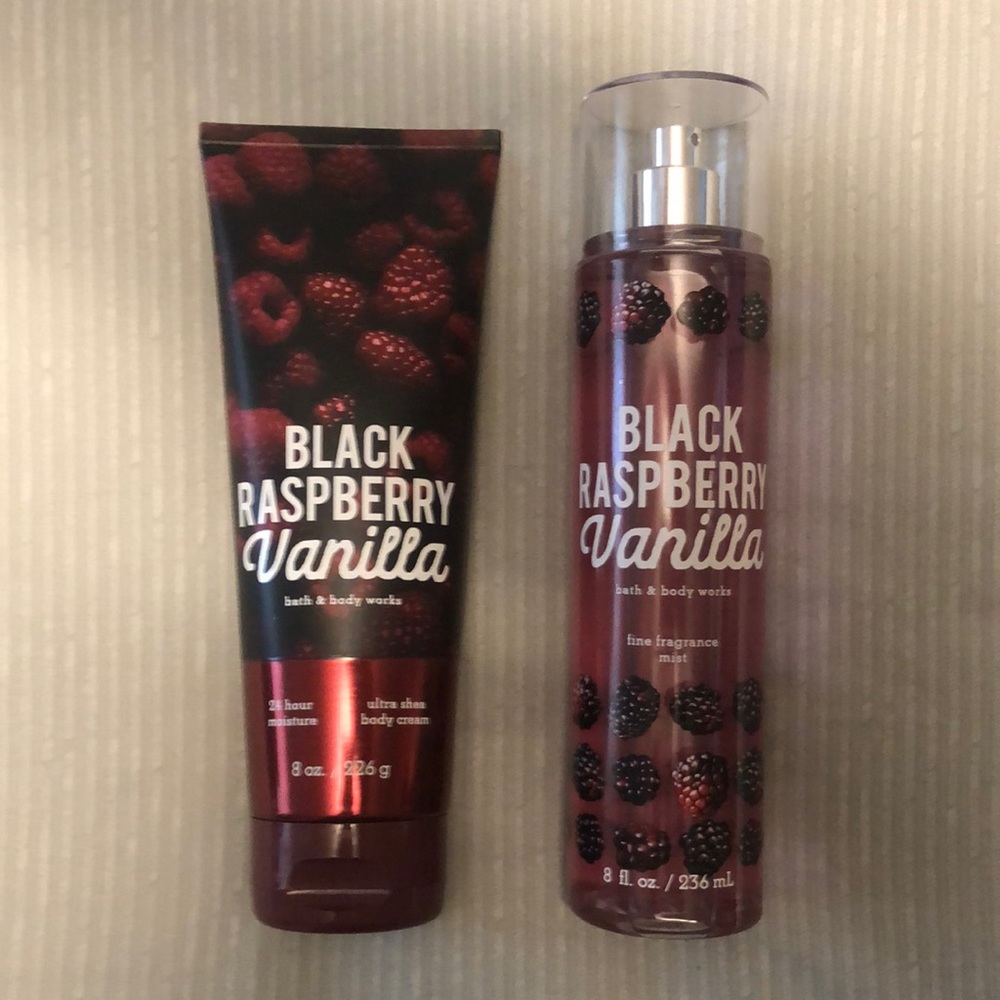 BLACK
RASPBERRY
Vanilla
bath & body works
24 hour
moisture
ultra shea
body cream
8 oz. / 226 g
BLACK
RASPBERRY
Vanilla
bath & body works
fine fragrance
mist
8 fl. oz. / 236 mL